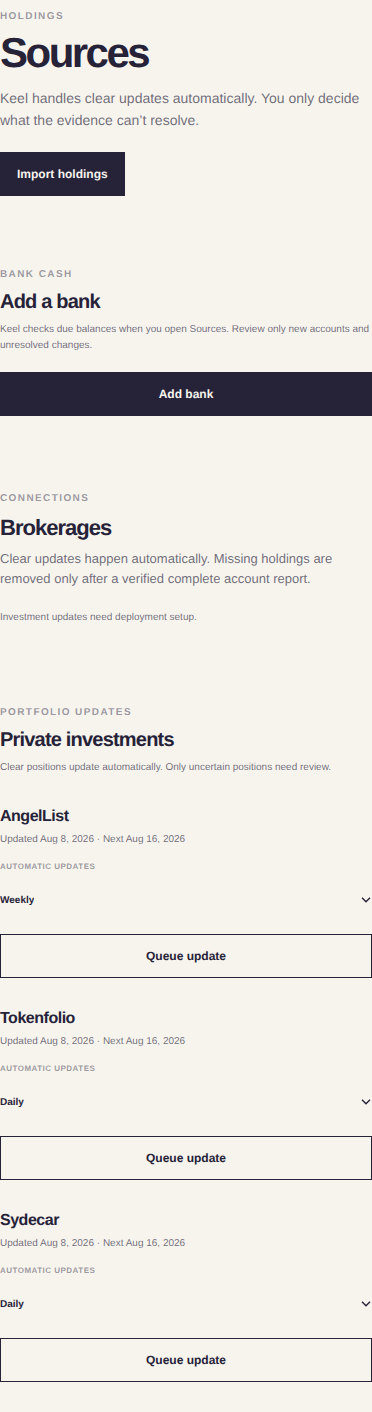 HOLDINGS
Sources
Keel handles clear updates automatically. You only decide
what the evidence can’t resolve.
Import holdings
BANK CASH
Add a bank
Keel checks due balances when you open Sources. Review only new accounts and
unresolved changes.
Add bank
CONNECTIONS
Brokerages
Clear updates happen automatically. Missing holdings are
removed only after a verified complete account report.
Investment updates need deployment setup.
PORTFOLIO UPDATES
Private investments
Clear positions update automatically. Only uncertain positions need review.
AngelList
Updated Aug 8, 2026 · Next Aug 16, 2026
AUTOMATIC UPDATES
Weekly
Queue update
Tokenfolio
Updated Aug 8, 2026 · Next Aug 16, 2026
AUTOMATIC UPDATES
Daily
Queue update
Sydecar
Updated Aug 8, 2026 · Next Aug 16, 2026
AUTOMATIC UPDATES
Daily
Queue update